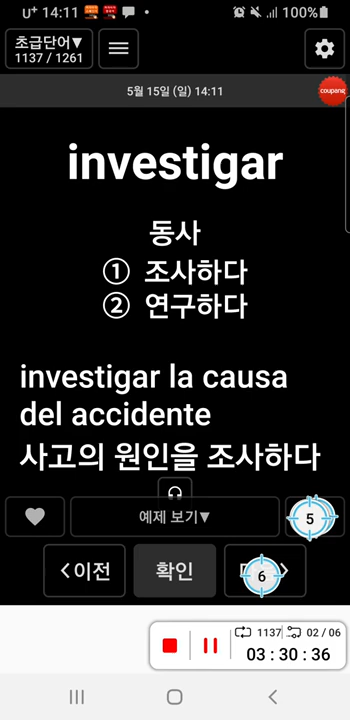 U+ 14:11 100%
초급단어▼
1137 / 1261
5월 15일 (일) 14:11
coupang
investigar
동사
① 조사하다
② 연구하다
investigar la causa
del accidente
사고의 원인을 조사하다
예제 보기▼
5
<이전
확인
6
>
1137
02 / 06
03 : 30 : 36